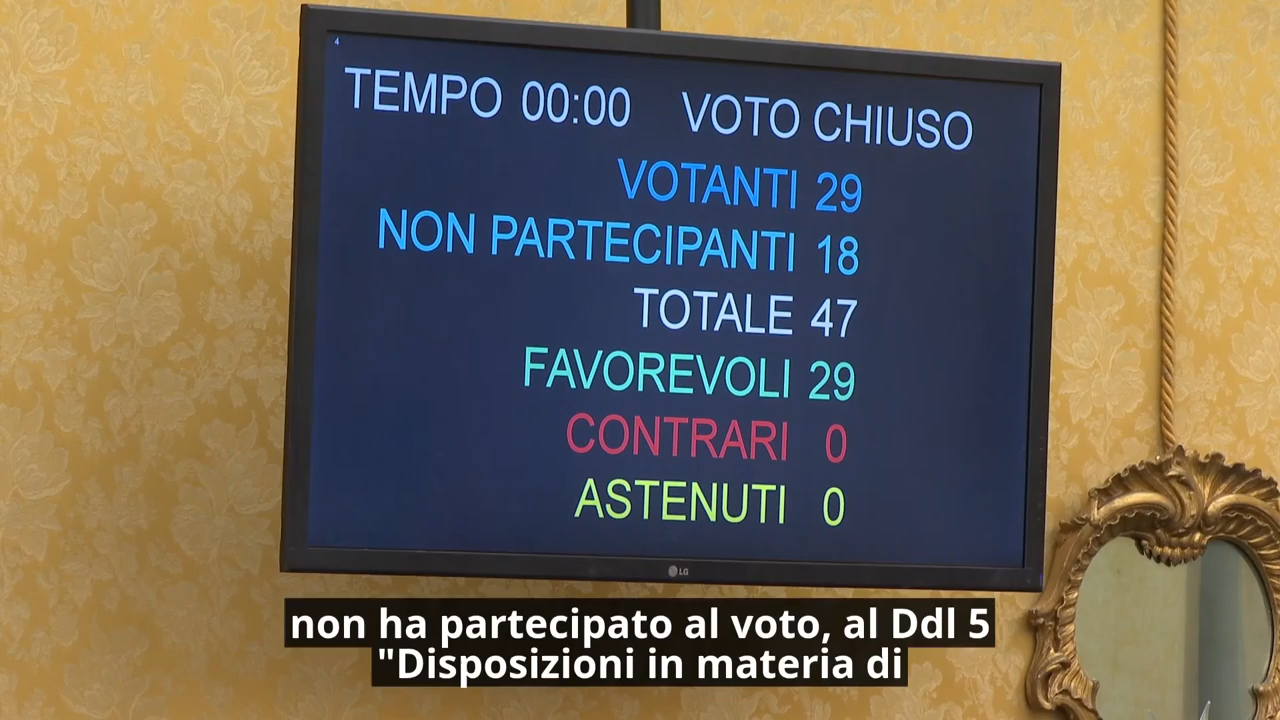 4
TEMPO 00:00 VOTO CHIUSO
VOTANTI 29
NON PARTECIPANTI 18
TOTALE 47
FAVOREVOLI 29
CONTRARI 0
ASTENUTI 0
LG
non ha partecipato al voto, al Ddl 5
"Disposizioni in materia di